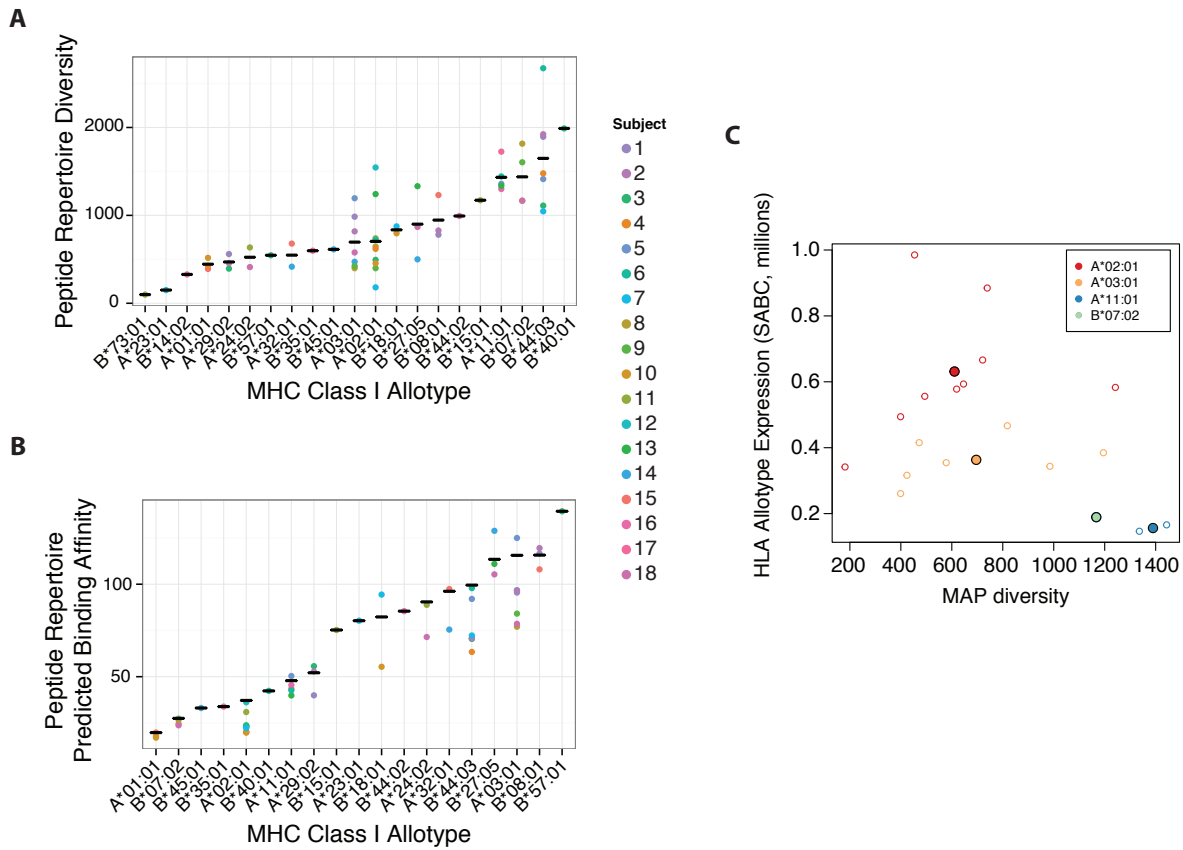 A
Peptide Repertoire Diversity
2000
1000
0
B*73:01
A*23:01
B*14:02
A*01:01
A*29:02
A*24:02
B*57:01
A*32:01
B*35:01
B*45:01
A*03:01
A*02:01
B*18:01
B*27:05
B*08:01
B*44:02
B*15:01
A*11:01
B*07:02
B*44:03
B*40:01
MHC Class I Allotype
B
Peptide Repertoire
Predicted Binding Affinity
100
50
A*01:01
B*07:02
B*45:01
B*35:01
A*02:01
B*40:01
A*11:01
A*29:02
B*15:01
A*23:01
B*18:01
B*44:02
A*24:02
A*32:01
B*44:03
B*27:05
A*03:01
B*08:01
B*57:01
MHC Class I Allotype
Subject
1
2
3
4
5
6
7
8
9
10
11
12
13
14
15
16
17
18
C
HLA Allotype Expression (SABC, millions)
1.0
0.8
0.6
0.4
0.2
A*02:01
A*03:01
A*11:01
B*07:02
200 400 600 800 1000 1200 1400
MAP diversity